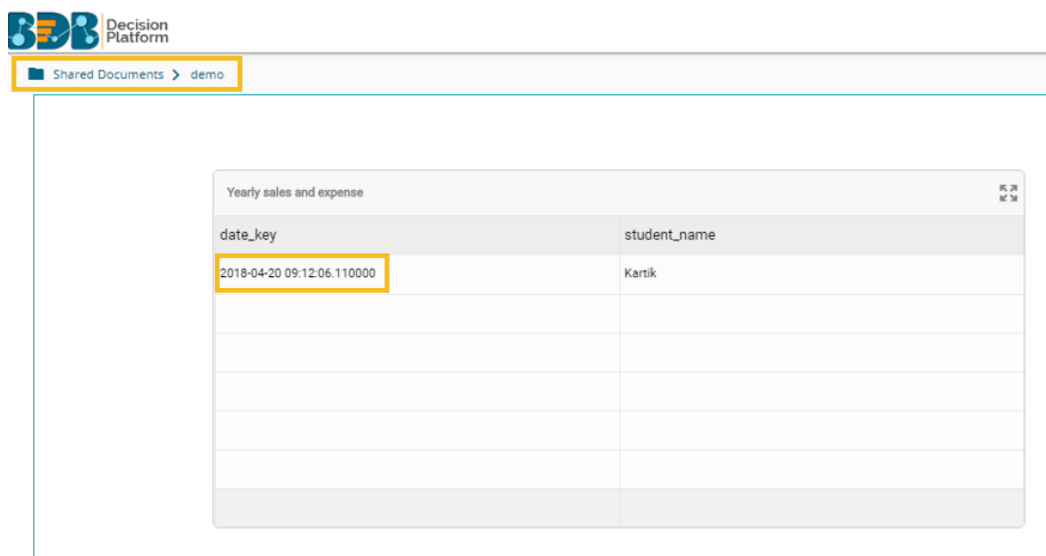 BDB Decision
Platform
Shared Documents > demo
Yearly sales and expense
date_key student_name
2018-04-20 09:12:06.110000 Kartik